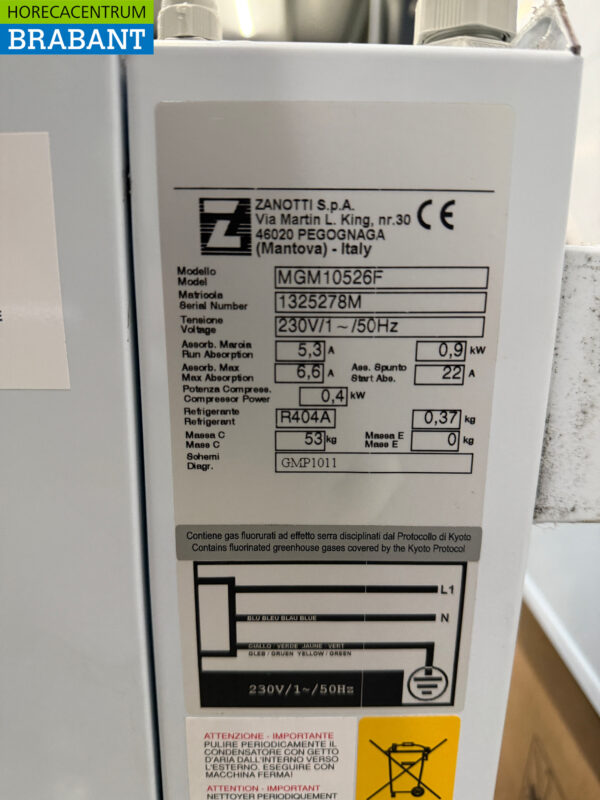 HORECACENTRUM
BRABANT
ZANOTTI S.p.A.
Via Martin L. King, nr.30
46020 PEGOGNAGA
(Mantova) - Italy
CE
Modello
Model
MGM10526F
Matricola
Serial Number
1325278M
Tensione
Voltage
230V/1~/50Hz
Assorb. Marcia
Run Absorption
5,3 A
0,9 kW
Assorb. Max
Max Absorption
6,6 A
Ass. Spunto
Start Abs.
22 A
Potenza Compress.
Compressor Power
0,4 kW
Refrigerante
Refrigerant
R404A
0,37 kg
Massa C
Mass C
53 kg
Massa E
Mass E
0 kg
Schemi
Diagr.
GMP1011
Contiene gas fluorurati ad effetto serra disciplinati dal Protocollo di Kyoto
Contains fluorinated greenhouse gases covered by the Kyoto Protocol
L1
BLU BLEU BLAU BLUE
N
GIALLO / VERDE JAUNE / VERT
GLEB / GRUEN YELLOW / GREEN
230V/1~/50Hz
ATTENZIONE - IMPORTANTE
PULIRE PERIODICAMENTE IL
CONDENSATORE CON GETTO
D'ARIA DALL'INTERNO VERSO
L'ESTERNO. ESEGUIRE CON
MACCHINA FERMA!
ATTENTION - IMPORTANT
NETTOYER PERIODIQUEMENT
E